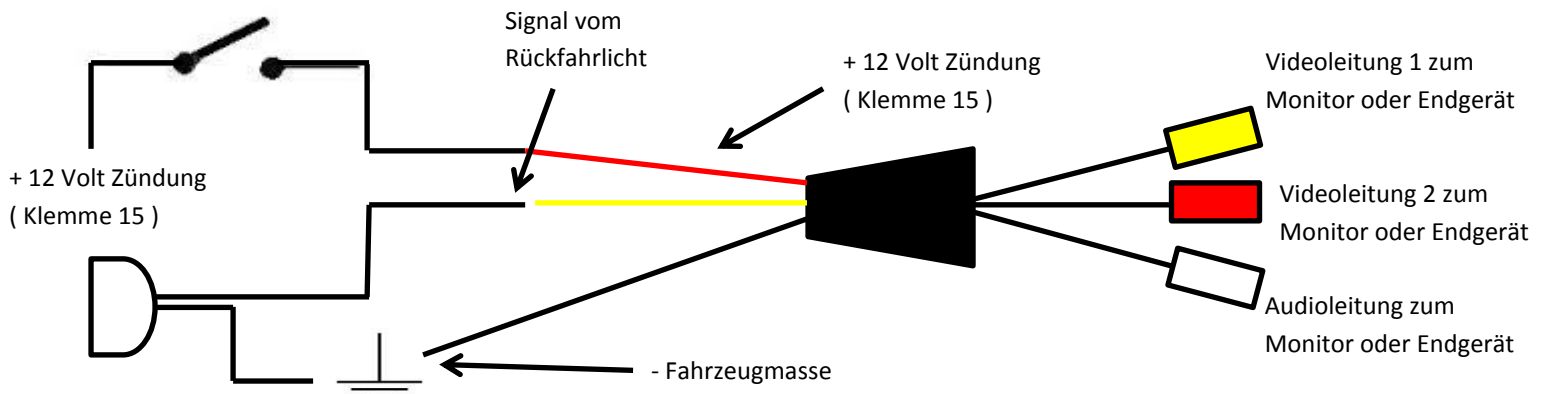 Signal vom
Rückfahrlicht
+ 12 Volt Zündung
( Klemme 15 )
Videoleitung 1 zum
Monitor oder Endgerät
+ 12 Volt Zündung
( Klemme 15 )
Videoleitung 2 zum
Monitor oder Endgerät
Audioleitung zum
Monitor oder Endgerät
- Fahrzeugmasse